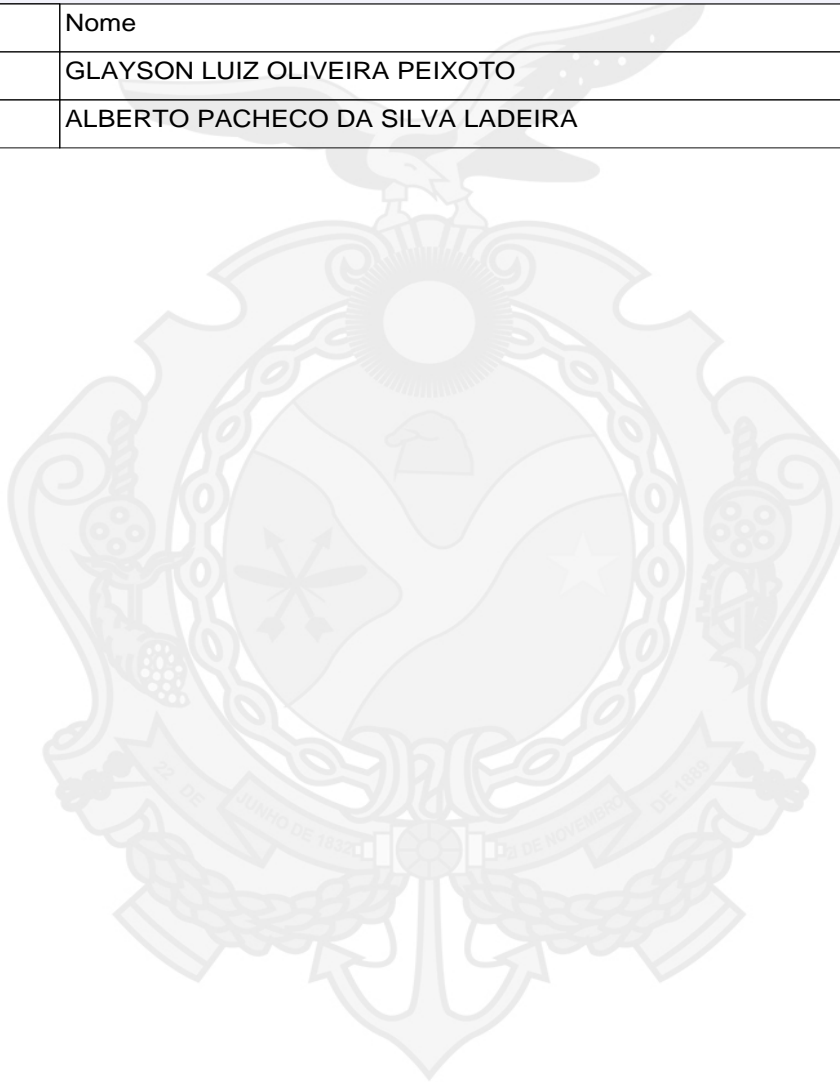 Nome
GLAYSON LUIZ OLIVEIRA PEIXOTO
ALBERTO PACHECO DA SILVA LADEIRA
22 DE
JUNHO DE 1832
21 DE NOVEMBRO
DE 1889